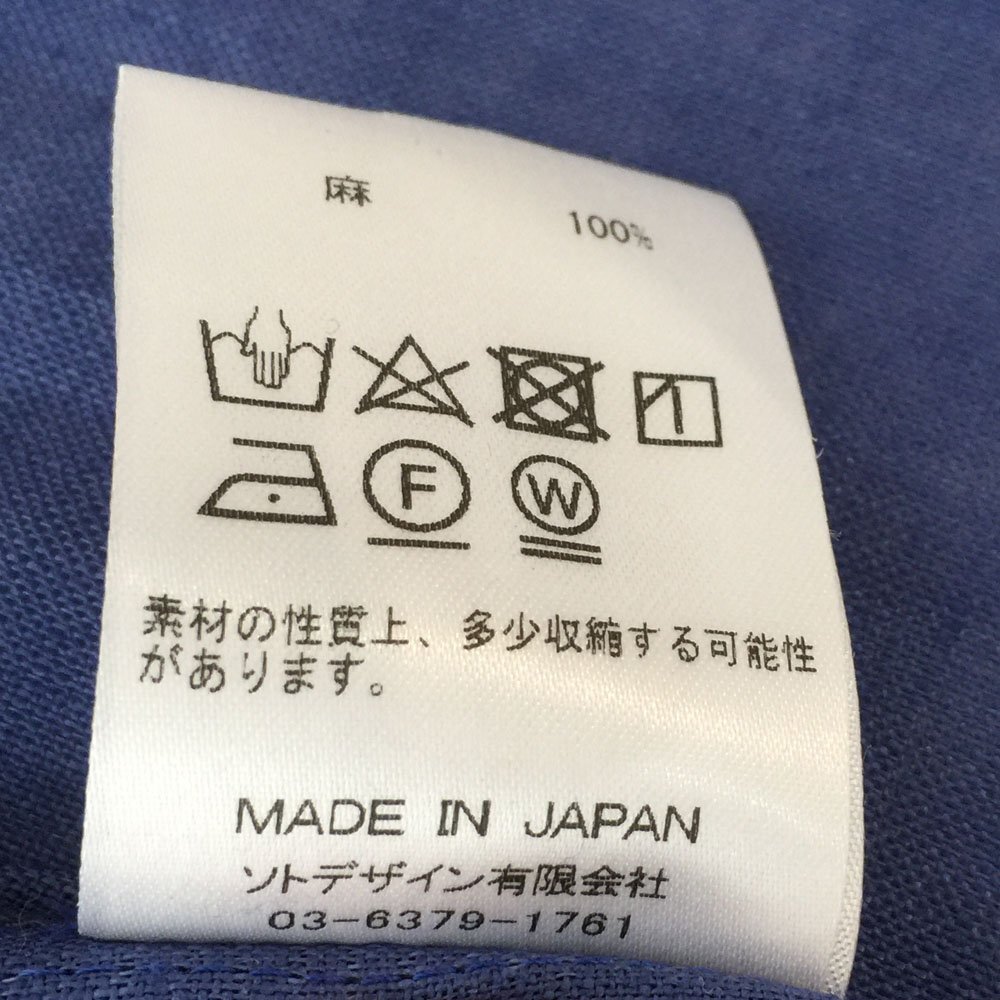 麻 100%
F W
素材の性質上、多少収縮する可能性
があります。
MADE IN JAPAN
ソトデザイン有限会社
03-6379-1761